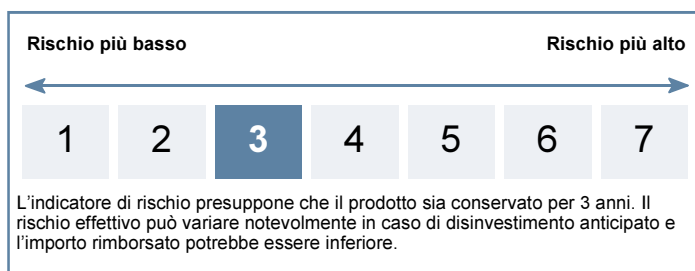 Rischio più basso Rischio più alto
1 2 3 4 5 6 7
L'indicatore di rischio presuppone che il prodotto sia conservato per 3 anni. Il
rischio effettivo può variare notevolmente in caso di disinvestimento anticipato e
l'importo rimborsato potrebbe essere inferiore.